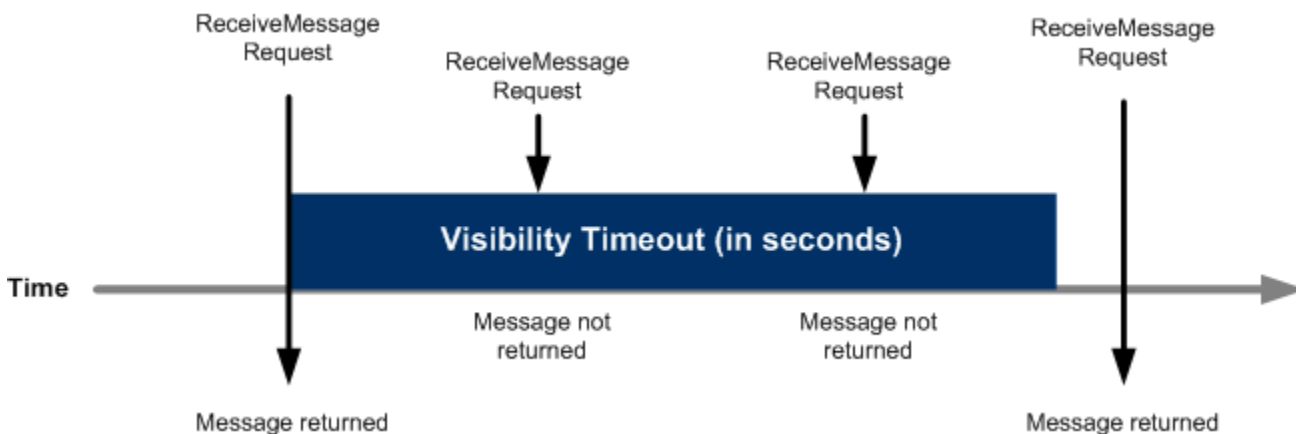 ReceiveMessage
Request
ReceiveMessage
Request
ReceiveMessage
Request
ReceiveMessage
Request
Visibility Timeout (in seconds)
Time
Message not
returned
Message not
returned
Message returned
Message returned